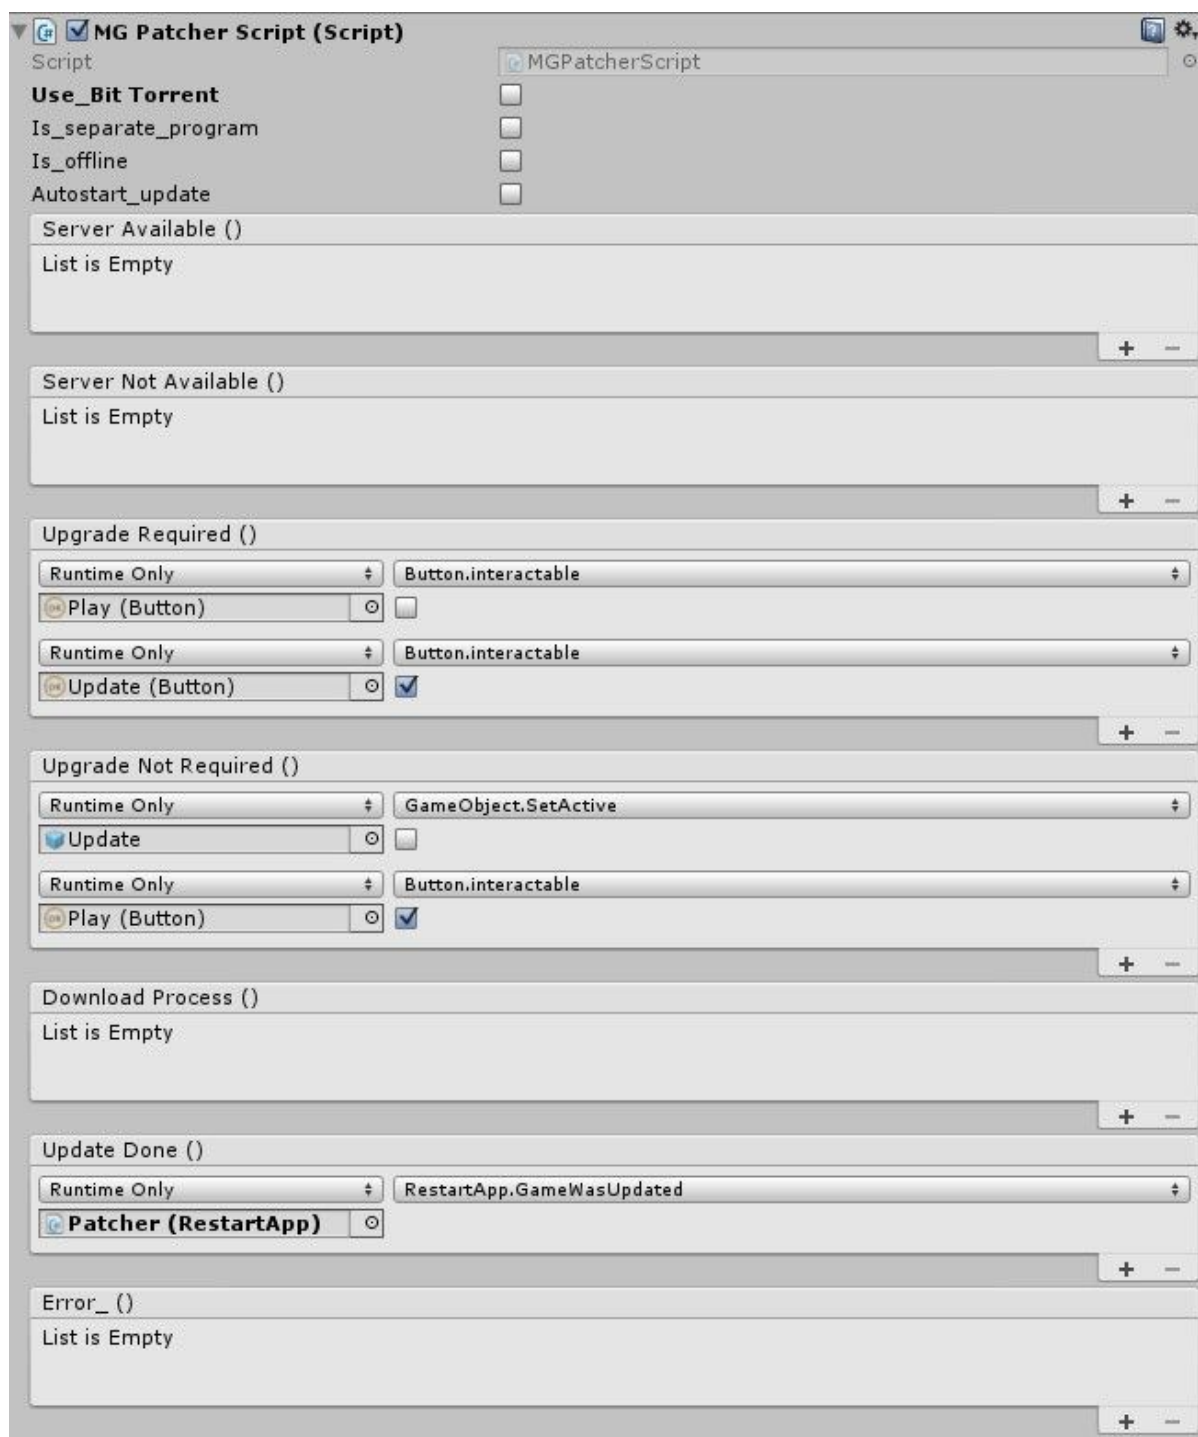 MG Patcher Script (Script)
Script MGPatcherScript
Use_Bit Torrent
Is_separate_program
Is_offline
Autostart_update
Server Available ()
List is Empty
+ −
Server Not Available ()
List is Empty
+ −
Upgrade Required ()
Runtime Only Button.interactable
Play (Button)
Runtime Only Button.interactable
Update (Button)
+ −
Upgrade Not Required ()
Runtime Only GameObject.SetActive
Update
Runtime Only Button.interactable
Play (Button)
+ −
Download Process ()
List is Empty
+ −
Update Done ()
Runtime Only RestartApp.GameWasUpdated
Patcher (RestartApp)
+ −
Error_ ()
List is Empty
+ −